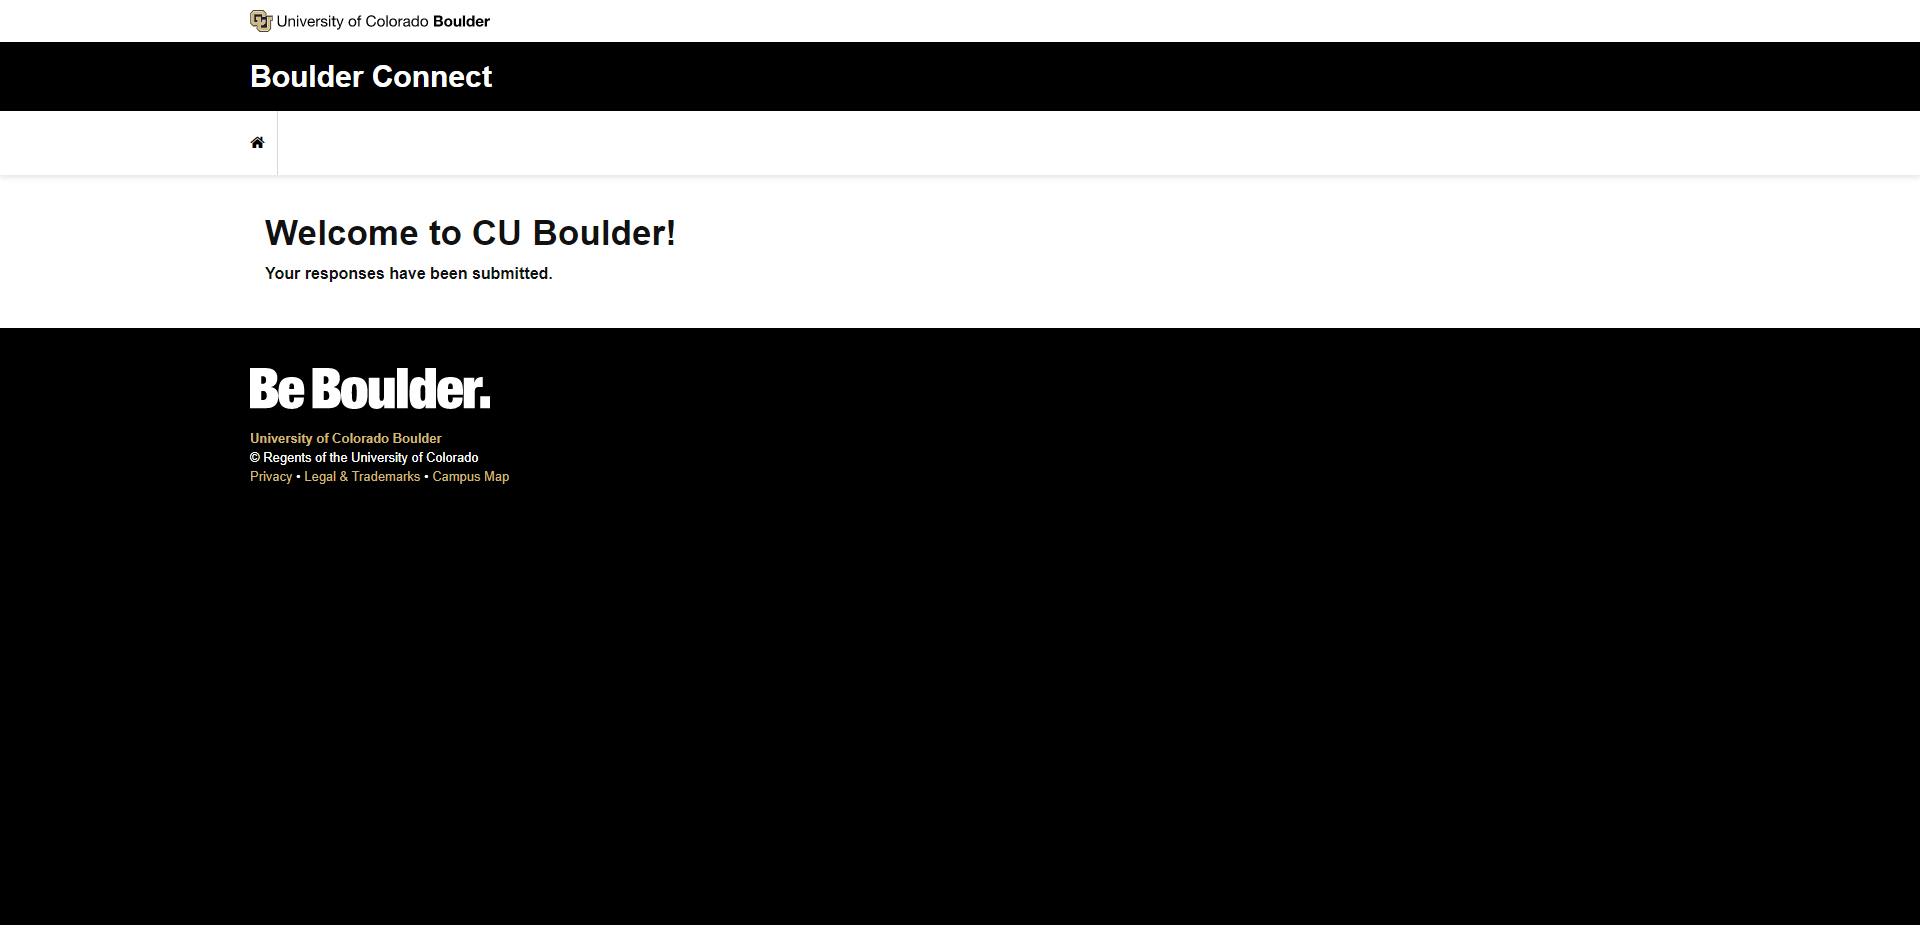 University of Colorado Boulder
Boulder Connect
Welcome to CU Boulder!
Your responses have been submitted.
Be Boulder.
University of Colorado Boulder
© Regents of the University of Colorado
Privacy • Legal & Trademarks • Campus Map